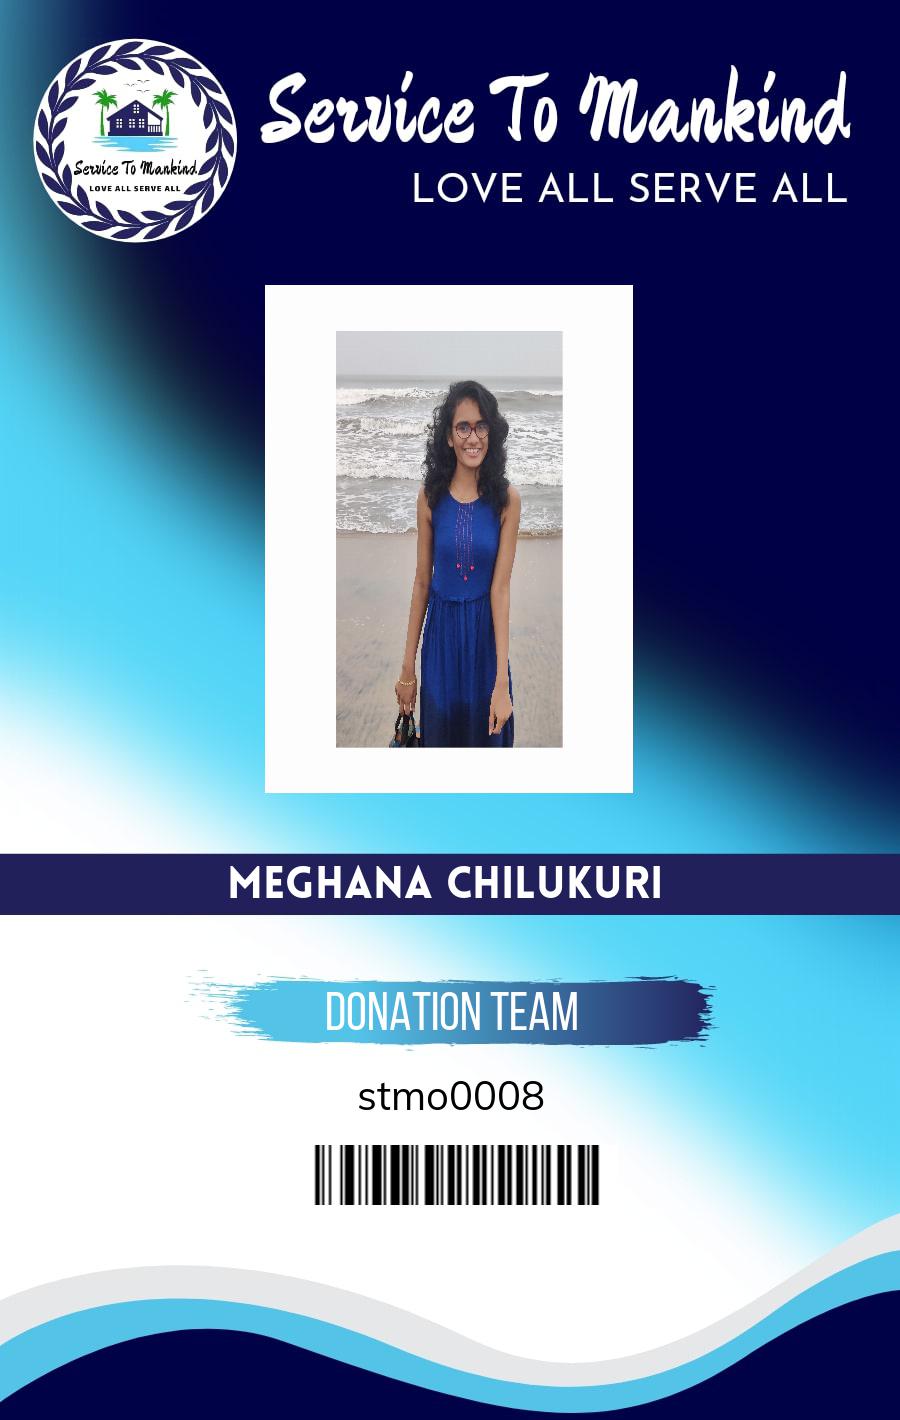 Service To Mankind
LOVE ALL SERVE ALL
Service To Mankind
LOVE ALL SERVE ALL
MEGHANA CHILUKURI
DONATION TEAM
stmo0008